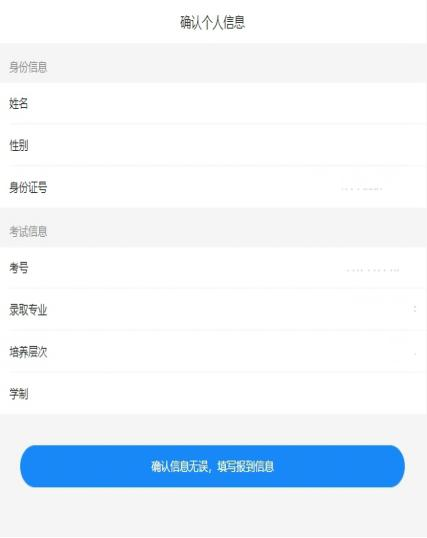 确认个人信息
身份信息
姓名
性别
身份证号
考试信息
考号
录取专业
培养层次
学制
确认信息无误，填写报到信息